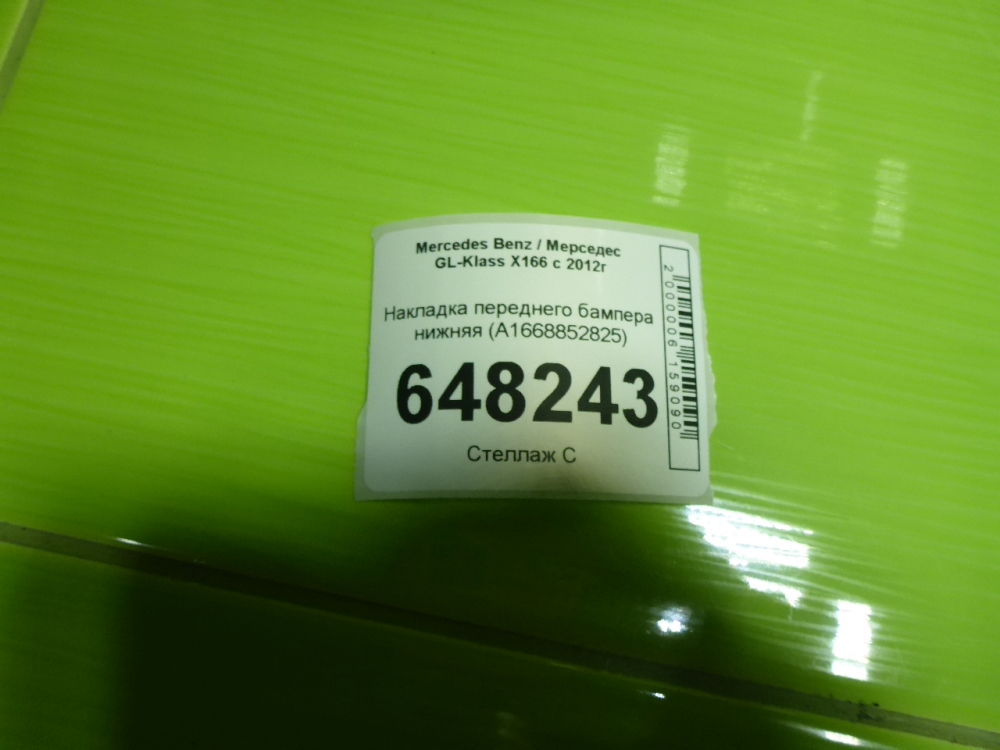 Mercedes Benz / Мерседес
GL-Klass X166 с 2012г
Накладка переднего бампера
нижняя (A1668852825)
648243
Стеллаж С
2000006159090